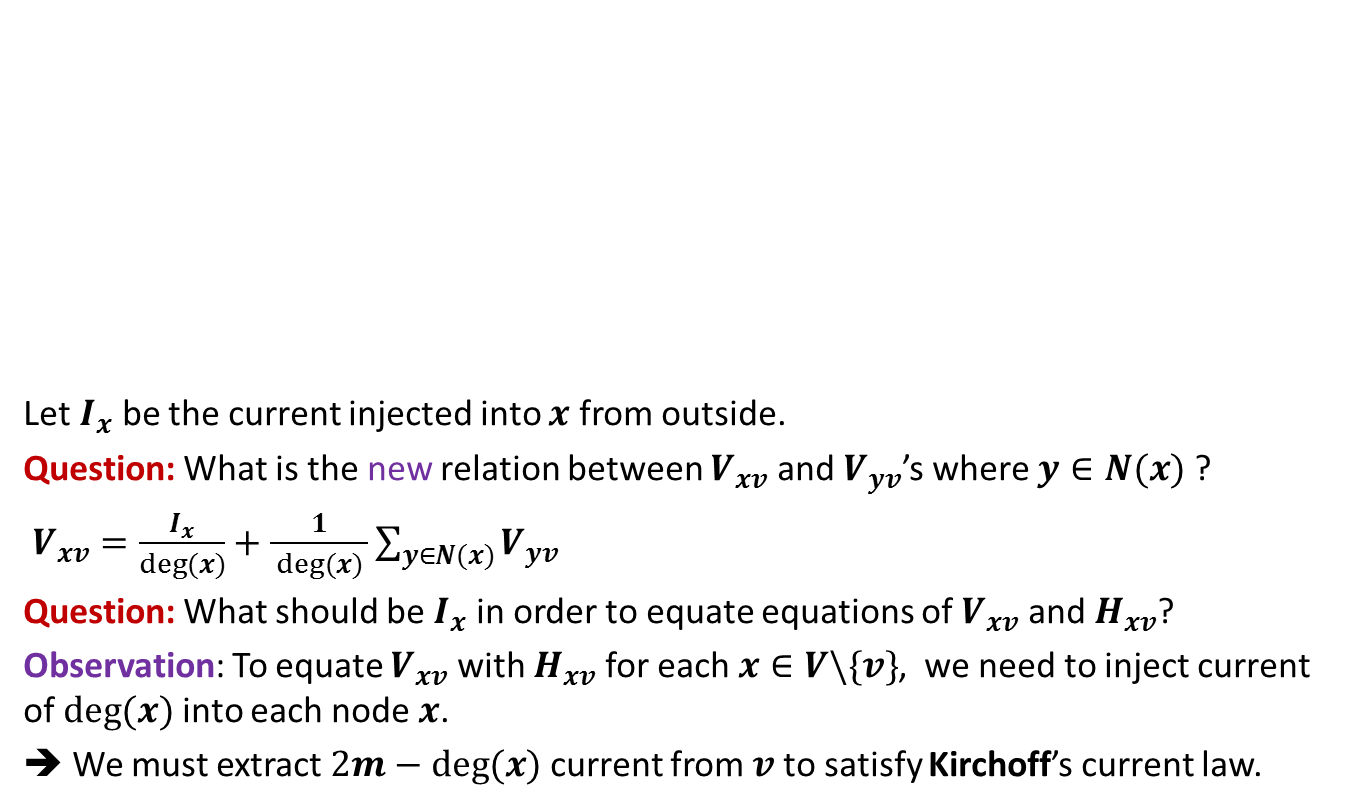 Let I_x be the current injected into x from outside.
Question: What is the new relation between V_xv and V_yv's where y ∈ N(x) ?
V_xv = I_x/deg(x) + 1/deg(x) ∑_{y∈N(x)} V_yv
Question: What should be I_x in order to equate equations of V_xv and H_xv?
Observation: To equate V_xv with H_xv for each x ∈ V\{v}, we need to inject current
of deg(x) into each node x.
➔ We must extract 2m − deg(x) current from v to satisfy Kirchoff's current law.